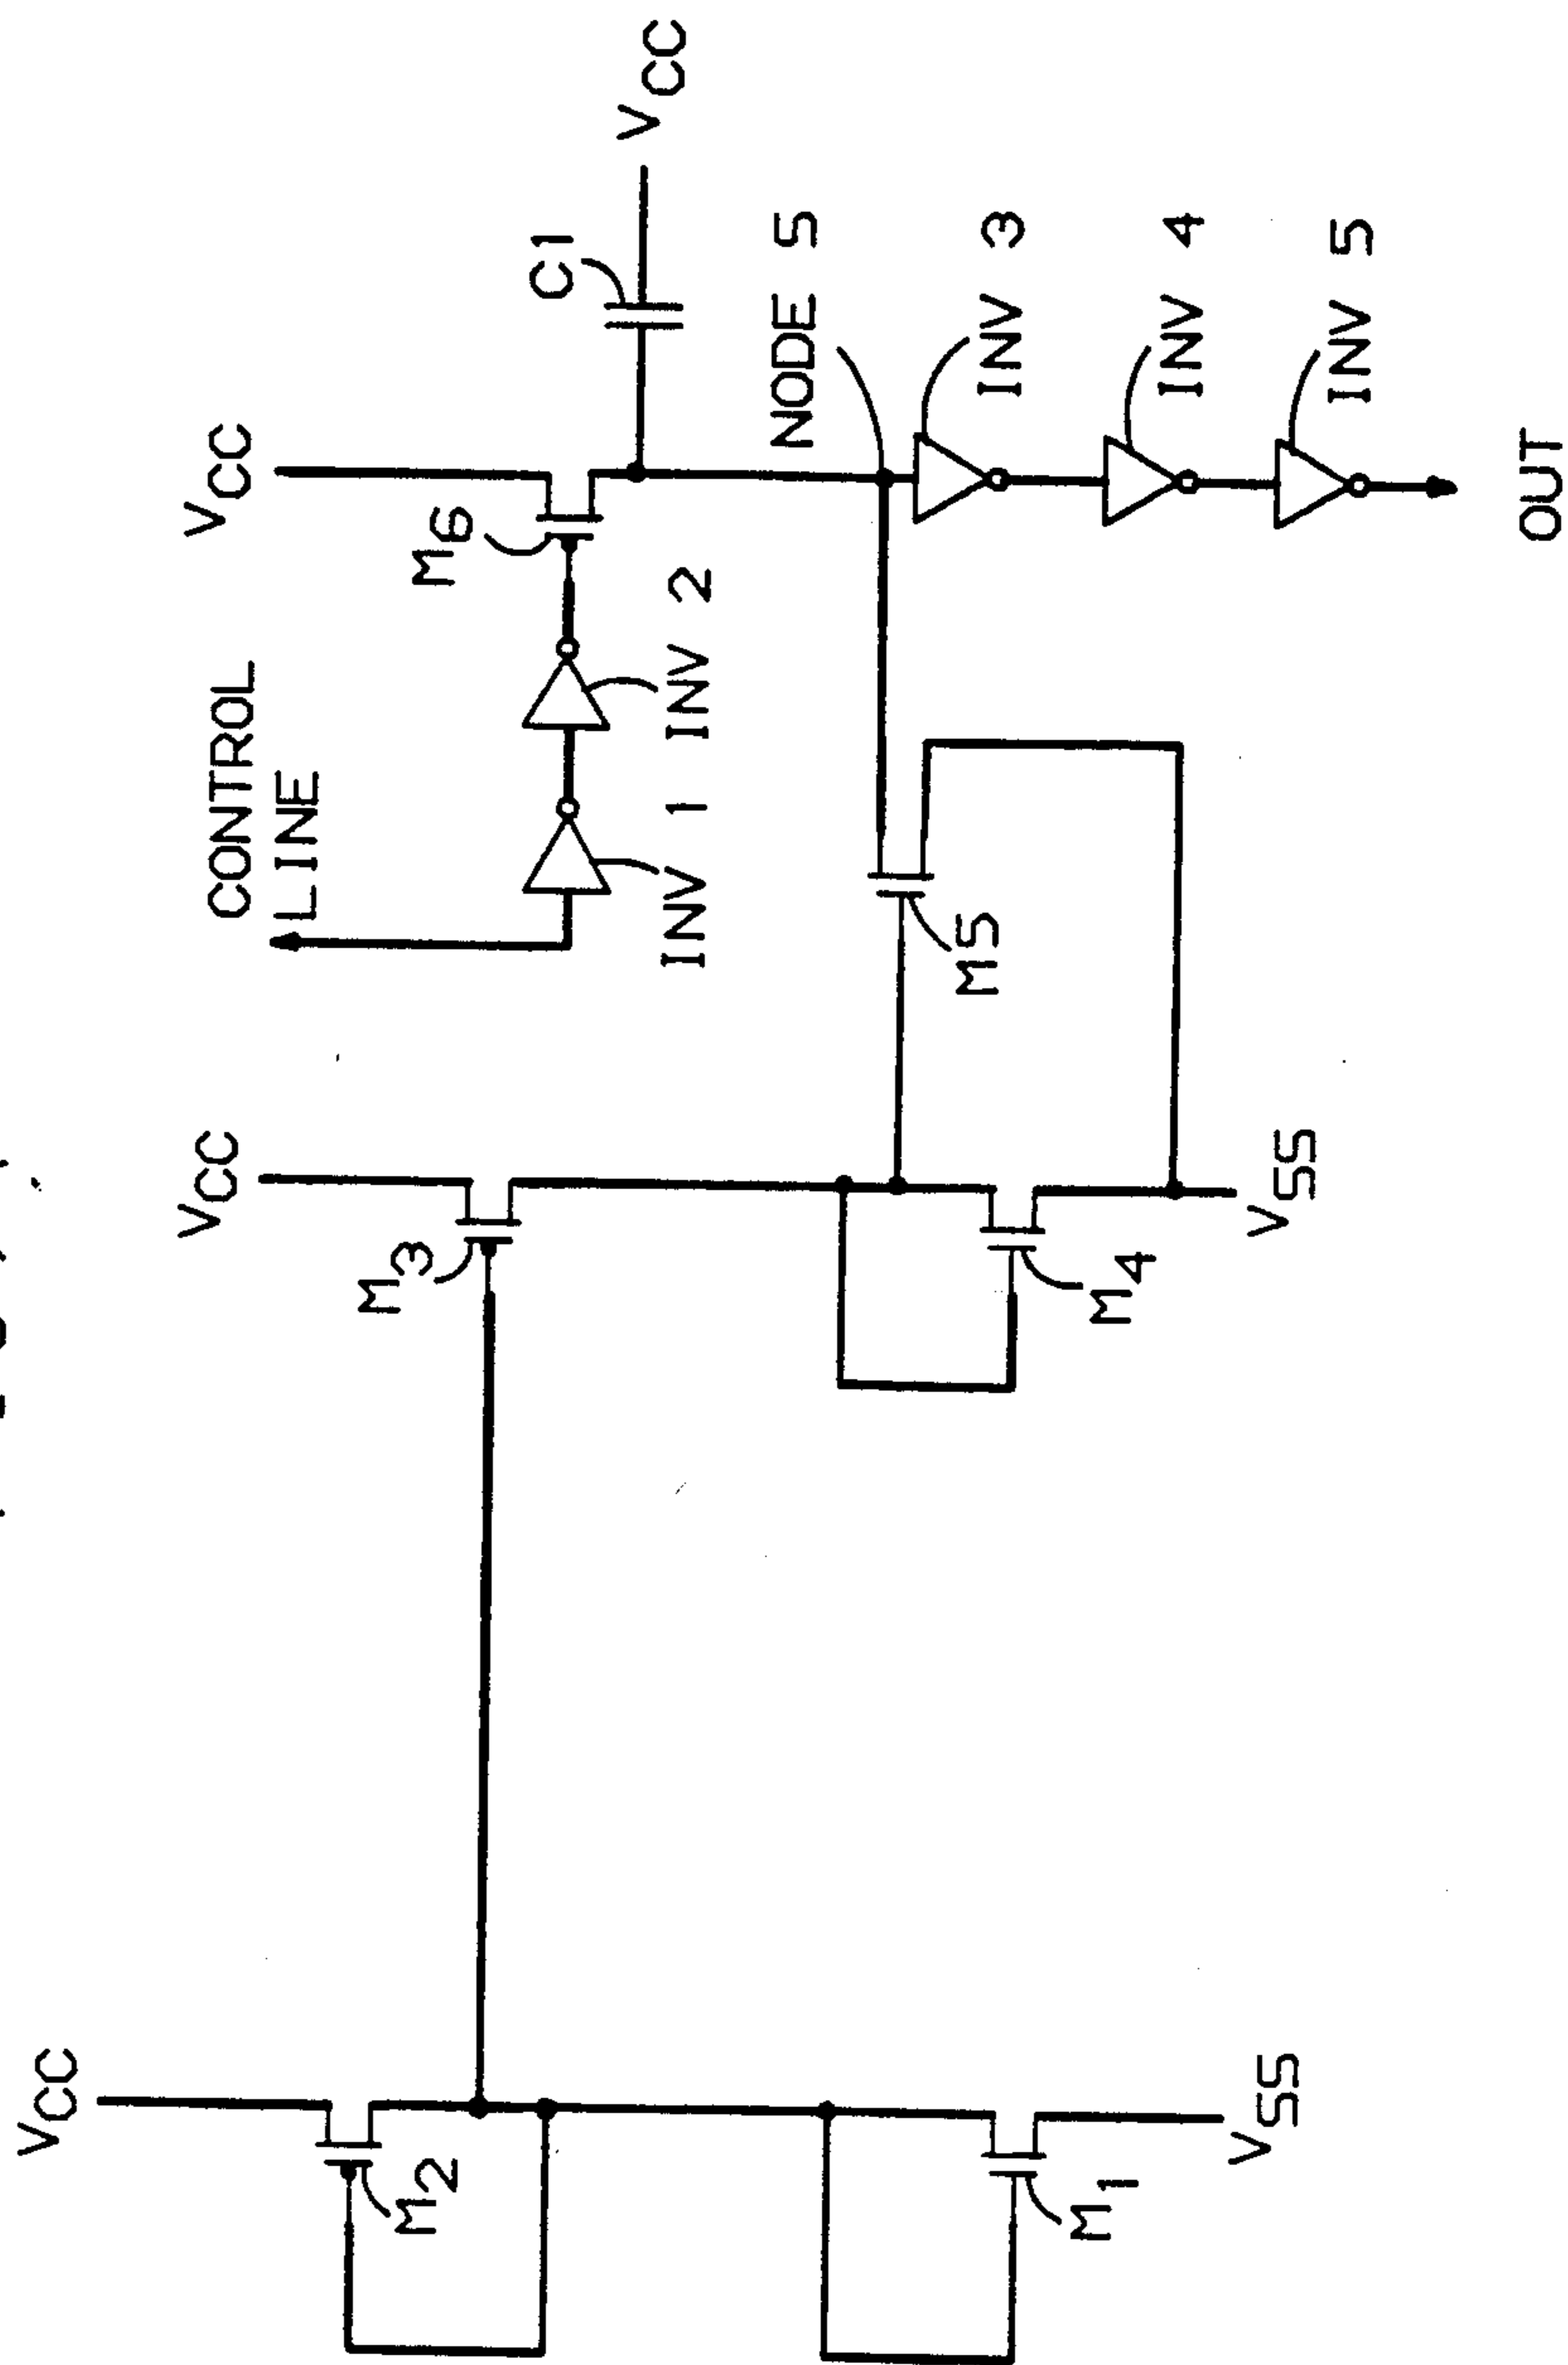 VCC
M2
M1
VSS
VCC
M3
M4
VSS
CONTROL
LINE
INV 1
INV 2
M6
VCC
C1
VCC
M5
NODE 5
INV 3
INV 4
INV 5
OUT